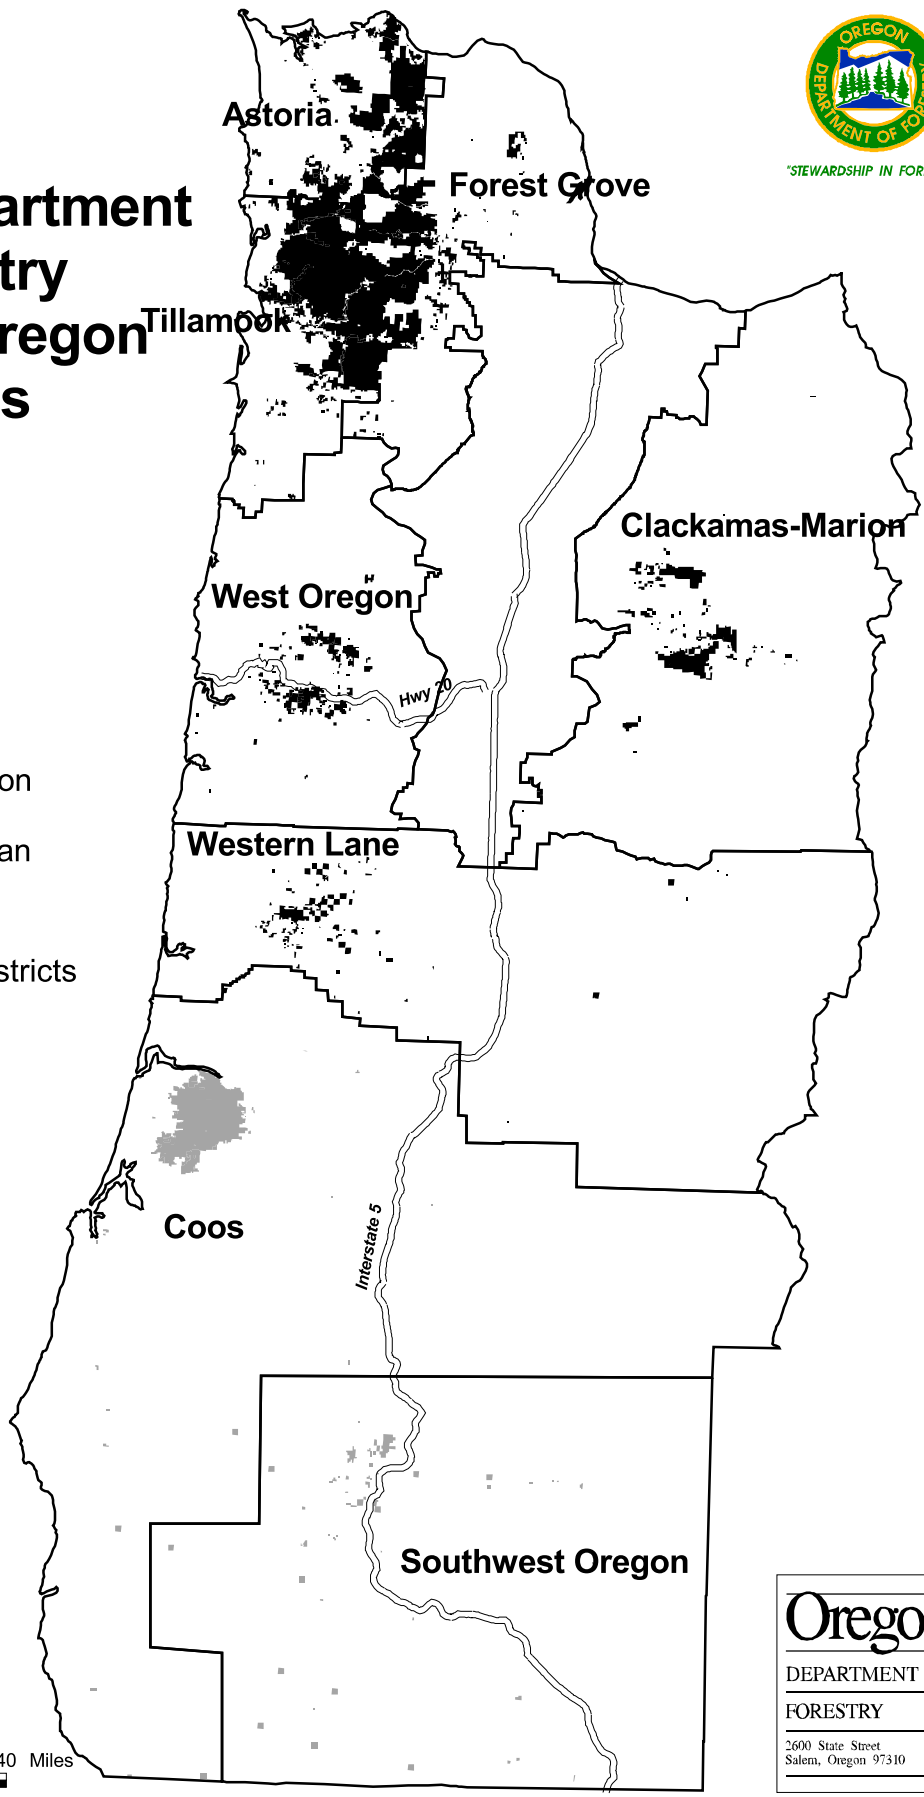 OREGON
DEPARTMENT OF FOR
"STEWARDSHIP IN FOR
Astoria
Forest Grove
artment
try
regon
s
Tillamook
Clackamas-Marion
West Oregon
Hwy 20
on
Western Lane
an
stricts
Coos
Interstate 5
Southwest Oregon
40 Miles
Orego
DEPARTMENT
FORESTRY
2600 State Street
Salem, Oregon 97310